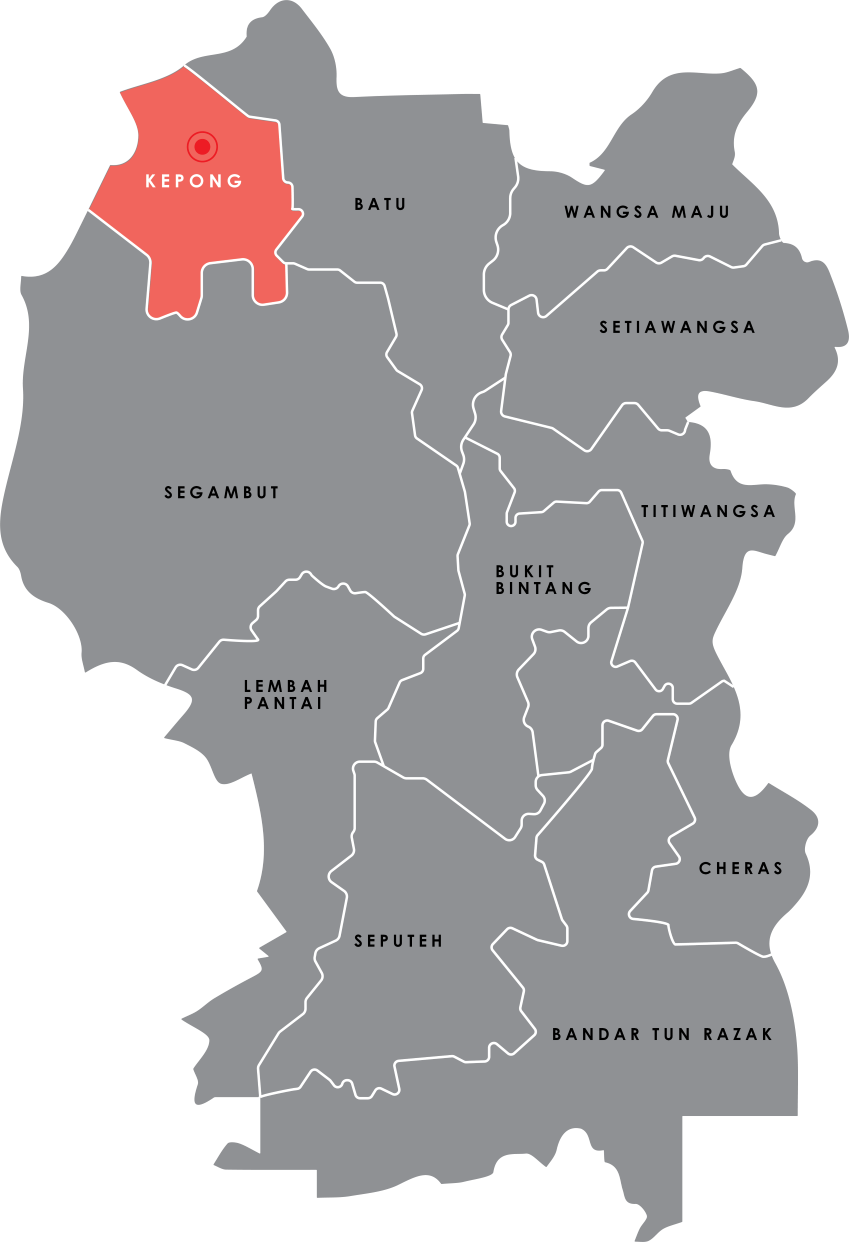 KEPONG
BATU
WANGSA MAJU
SETIAWANGSA
SEGAMBUT
TITIWANGSA
BUKIT
BINTANG
LEMBAH
PANTAI
CHERAS
SEPUTEH
BANDAR TUN RAZAK